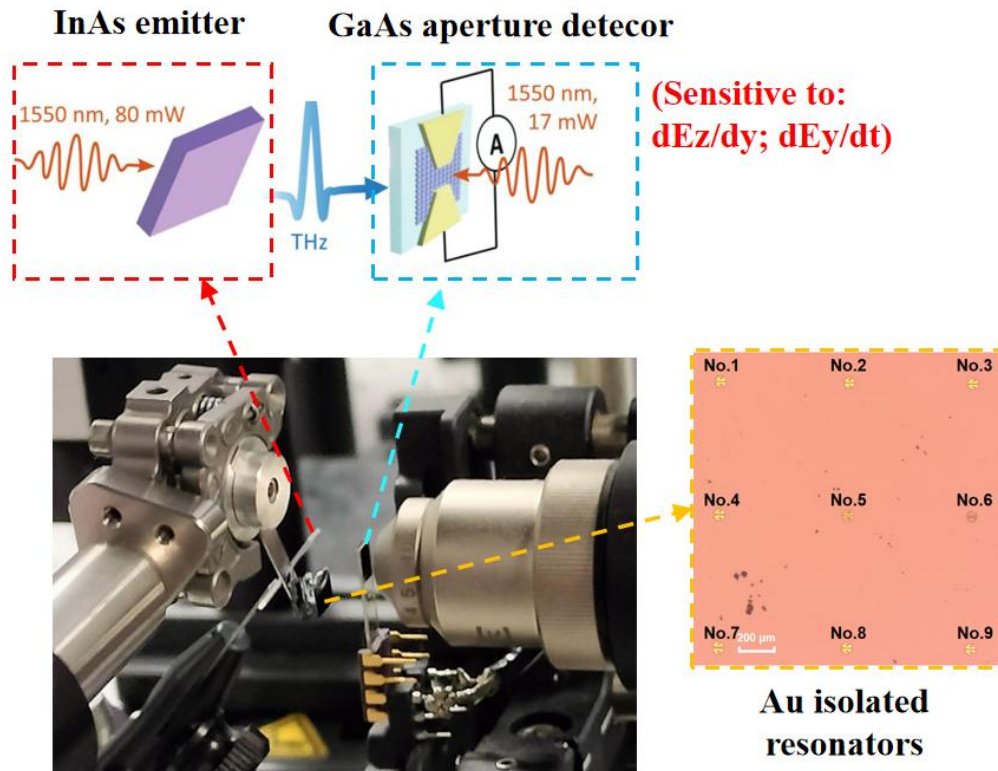 InAs emitter
GaAs aperture detecor
1550 nm, 80 mW
THz
1550 nm,
17 mW
A
(Sensitive to:
dEz/dy; dEy/dt)
No.1
No.2
No.3
No.4
No.5
No.6
No.7
200 μm
No.8
No.9
Au isolated
resonators